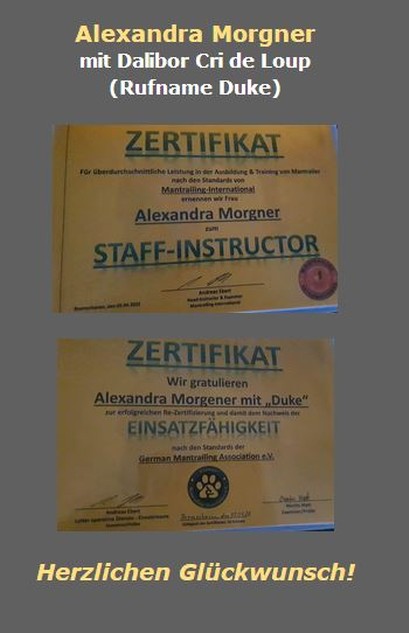 Alexandra Morgner
mit Dalibor Cri de Loup
(Rufname Duke)
ZERTIFIKAT
Für überdurchschnittliche Leistung in der Ausbildung & Training von Mantrailer
nach den Standards von
Mantrailing-International
ernennen wir Frau
Alexandra Morgner
zum
STAFF-INSTRUCTOR
Andreas Ebert
Mantrailing International
ZERTIFIKAT
Wir gratulieren
Alexandra Morgener mit „Duke“
zur erfolgreichen Re-Zertifizierung und damit dem Nachweis der
EINSATZFÄHIGKEIT
nach den Standards der
German Mantrailing Association e.V.
Andreas Ebert
Herzlichen Glückwunsch!